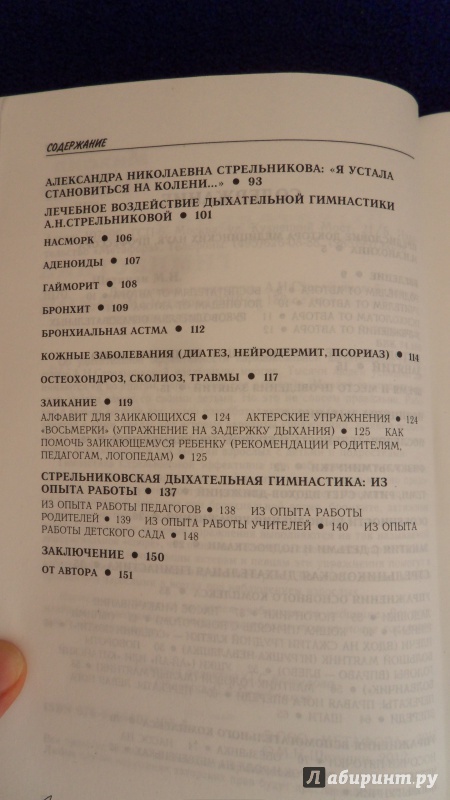 СОДЕРЖАНИЕ
АЛЕКСАНДРА НИКОЛАЕВНА СТРЕЛЬНИКОВА: «Я УСТАЛА
СТАНОВИТЬСЯ НА КОЛЕНИ...» ● 93
ЛЕЧЕБНОЕ ВОЗДЕЙСТВИЕ ДЫХАТЕЛЬНОЙ ГИМНАСТИКИ
А.Н.СТРЕЛЬНИКОВОЙ ● 101
НАСМОРК ● 106
АДЕНОИДЫ ● 107
ГАЙМОРИТ ● 108
БРОНХИТ ● 109
БРОНХИАЛЬНАЯ АСТМА ● 112
КОЖНЫЕ ЗАБОЛЕВАНИЯ (ДИАТЕЗ, НЕЙРОДЕРМИТ, ПСОРИАЗ) ● 114
ОСТЕОХОНДРОЗ, СКОЛИОЗ, ТРАВМЫ ● 117
ЗАИКАНИЕ ● 119
АЛФАВИТ ДЛЯ ЗАИКАЮЩИХСЯ ● 124 АКТЕРСКИЕ УПРАЖНЕНИЯ ● 124
«ВОСЬМЕРКИ» (УПРАЖНЕНИЕ НА ЗАДЕРЖКУ ДЫХАНИЯ) ● 125 КАК
ПОМОЧЬ ЗАИКАЮЩЕМУСЯ РЕБЕНКУ (РЕКОМЕНДАЦИИ РОДИТЕЛЯМ,
ПЕДАГОГАМ, ЛОГОПЕДАМ) ● 125
СТРЕЛЬНИКОВСКАЯ ДЫХАТЕЛЬНАЯ ГИМНАСТИКА: ИЗ
ОПЫТА РАБОТЫ ● 137
ИЗ ОПЫТА РАБОТЫ ПЕДАГОГОВ ● 138 ИЗ ОПЫТА РАБОТЫ
РОДИТЕЛЕЙ ● 139 ИЗ ОПЫТА РАБОТЫ УЧИТЕЛЕЙ ● 140 ИЗ ОПЫТА
РАБОТЫ ДЕТСКОГО САДА ● 148
ЗАКЛЮЧЕНИЕ ● 150
ОТ АВТОРА ● 151
Лабиринт.ру